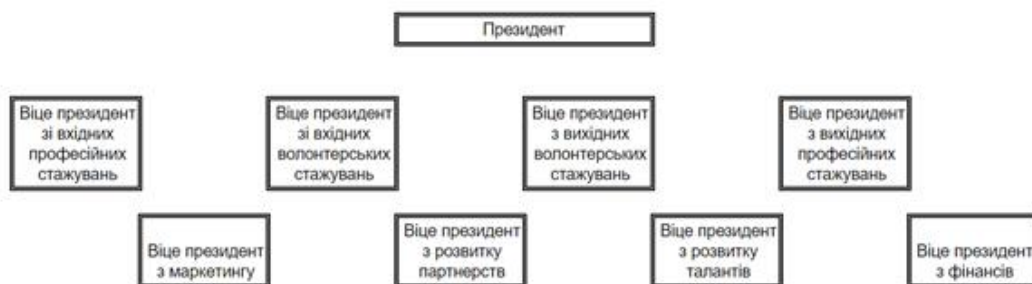 Президент
Віце президент
зі вхідних
професійних
стажувань
Віце президент
зі вхідних
волонтерських
стажувань
Віце президент
з вихідних
волонтерських
стажувань
Віце президент
з вихідних
професійних
стажувань
Віце президент
з маркетингу
Віце президент
з розвитку
партнерств
Віце президент
з розвитку
талантів
Віце президент
з фінансів